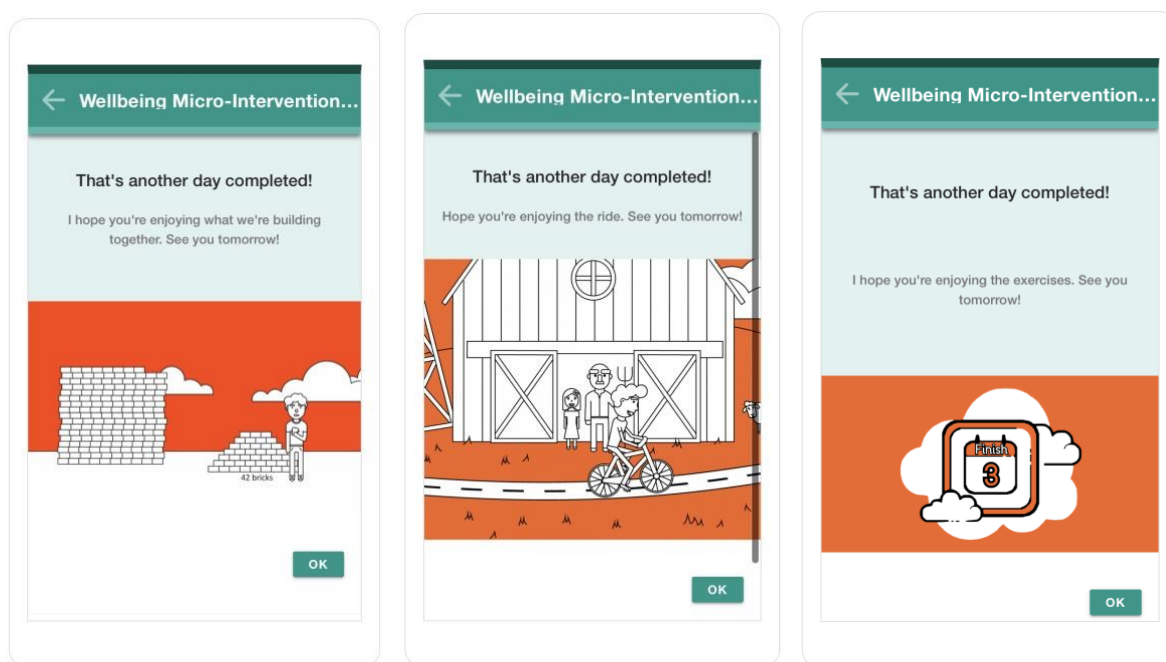 Wellbeing Micro-Intervention...
That's another day completed!
I hope you're enjoying what we're building
together. See you tomorrow!
42 bricks
OK
Wellbeing Micro-Intervention...
That's another day completed!
Hope you're enjoying the ride. See you tomorrow!
OK
Wellbeing Micro-Intervention...
That's another day completed!
I hope you're enjoying the exercises. See you
tomorrow!
Finish
3
OK